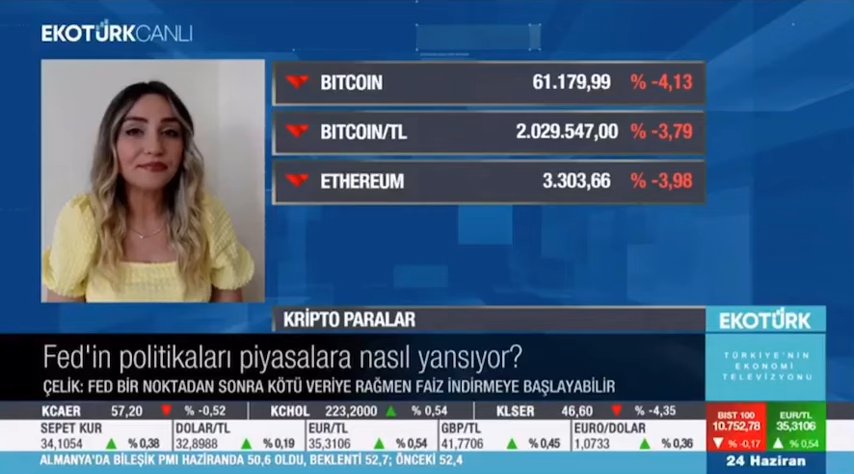 EKOTÜRK CANLI
BITCOIN 61.179,99 % -4,13
BITCOIN/TL 2.029.547,00 % -3,79
ETHEREUM 3.303,66 % -3,98
KRİPTO PARALAR
EKOTÜRK
TÜRKİYE'NİN
EKONOMİ
TELEVİZYONU
Fed'in politikaları piyasalara nasıl yansıyor?
ÇELİK: FED BİR NOKTADAN SONRA KÖTÜ VERİYE RAĞMEN FAİZ İNDİRMEYE BAŞLAYABİLİR
KCAER 57,20 % -0,52 KCHOL 223,2000 % 0,54 KLSER 46,60 % -4,35
SEPET KUR DOLAR/TL EUR/TL GBP/TL EURO/DOLAR
34,1054 % 0,38 32,8988 % 0,19 35,3106 % 0,54 41,7706 % 0,45 1,0733 % 0,36
BIST 100
10.752,78
% -0,17
EUR/TL
35,3106
% 0,54
ALMANYA'DA BİLEŞİK PMI HAZİRANDA 50,6 OLDU, BEKLENTİ 52,7; ÖNCEKİ 52,4
24 Haziran